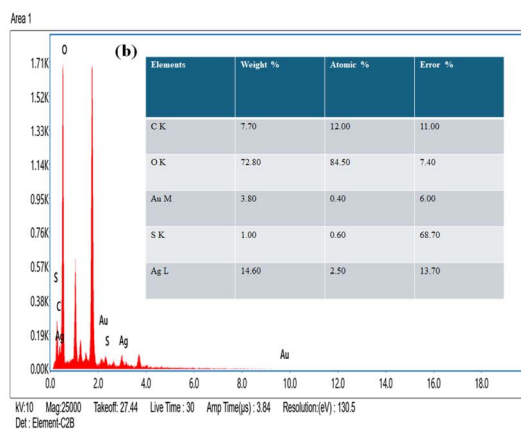 Area 1
(b)
Elements Weight % Atomic % Error %
C K 7.70 12.00 11.00
O K 72.80 84.50 7.40
Au M 3.80 0.40 6.00
S K 1.00 0.60 68.70
Ag L 14.60 2.50 13.70
1.71K
1.52K
1.33K
1.14K
0.95K
0.76K
0.57K
0.38K
0.19K
0.00K
O
S
C
Ag
Au
S
Ag
Au
0.0 2.0 4.0 6.0 8.0 10.0 12.0 14.0 16.0 18.0
kV:10 Mag:25000 Takeoff: 27.44 Live Time : 30 Amp Time(µs) : 3.84 Resolution:(eV) : 130.5
Det : Element-C2B